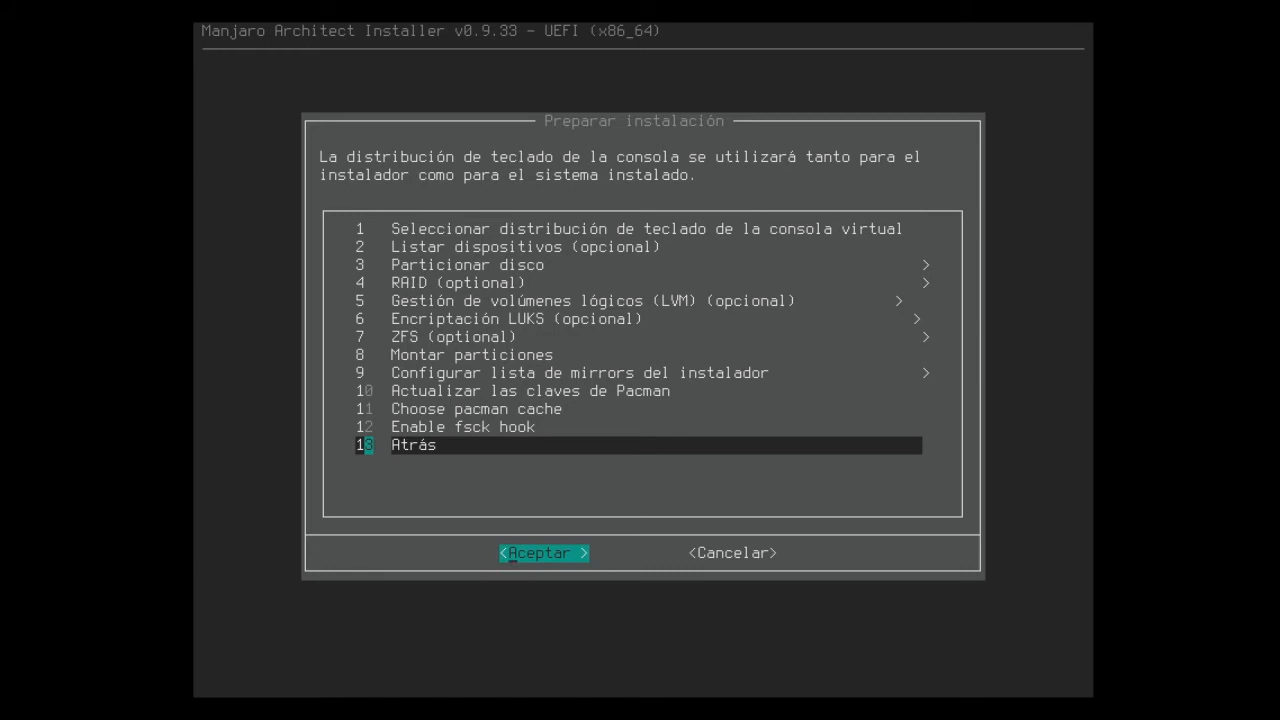 Manjaro Architect Installer v0.9.33 - UEFI (x86_64)
Preparar instalación
La distribución de teclado de la consola se utilizará tanto para el
instalador como para el sistema instalado.
1 Seleccionar distribución de teclado de la consola virtual
2 Listar dispositivos (opcional)
3 Particionar disco >
4 RAID (optional) >
5 Gestión de volúmenes lógicos (LVM) (opcional) >
6 Encriptación LUKS (opcional) >
7 ZFS (optional) >
8 Montar particiones
9 Configurar lista de mirrors del instalador >
10 Actualizar las claves de Pacman
11 Choose pacman cache
12 Enable fsck hook
13 Atrás
<Aceptar > <Cancelar>